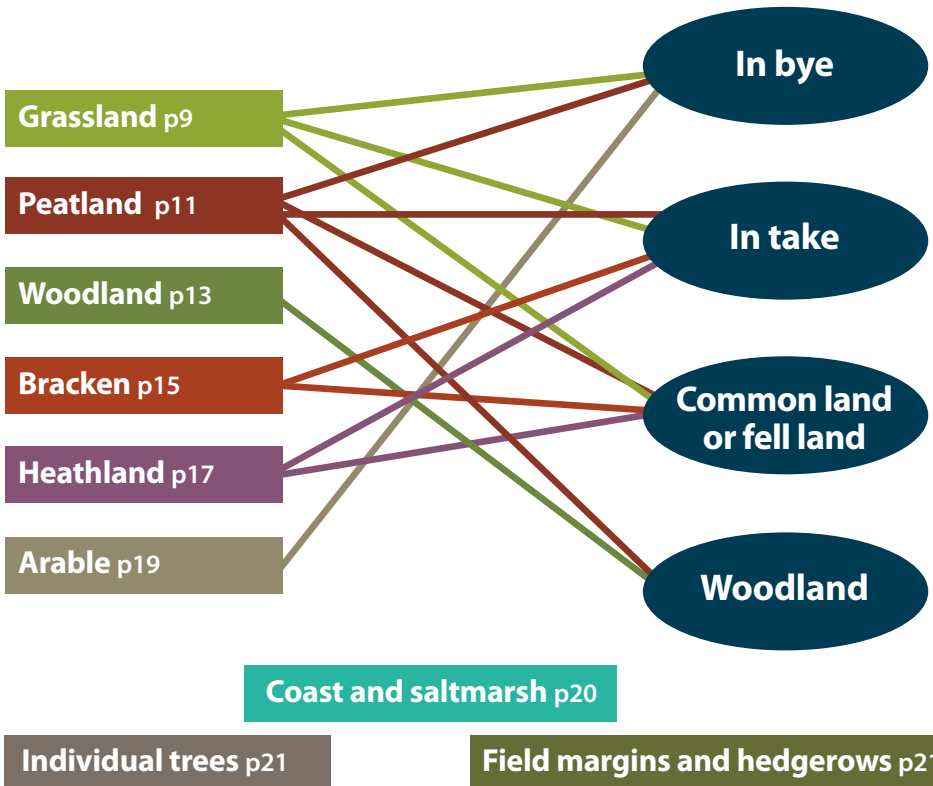 Grassland p9
Peatland p11
Woodland p13
Bracken p15
Heathland p17
Arable p19
In bye
In take
Common land
or fell land
Woodland
Coast and saltmarsh p20
Individual trees p21
Field margins and hedgerows p21